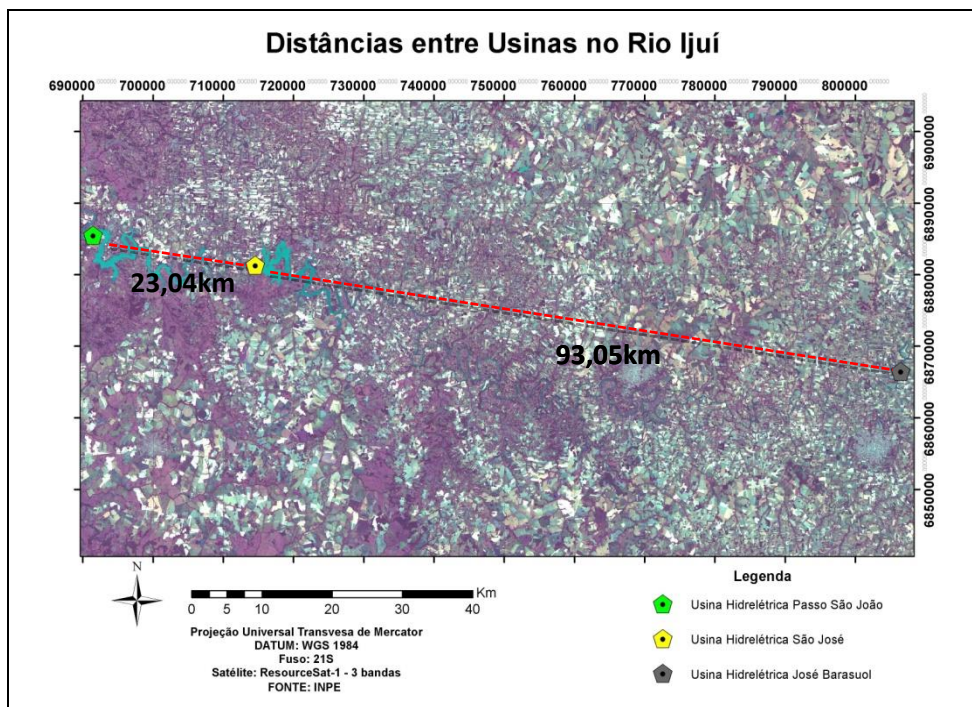 Distâncias entre Usinas no Rio Ijuí
690000 700000 710000 720000 730000 740000 750000 760000 770000 780000 790000 800000
6900000
6890000
6880000
6870000
6860000
6850000
23,04km
93,05km
N
Km
0 5 10 20 30 40
Projeção Universal Transvesa de Mercator
DATUM: WGS 1984
Fuso: 21S
Satélite: ResourceSat-1 - 3 bandas
FONTE: INPE
Legenda
Usina Hidrelétrica Passo São João
Usina Hidrelétrica São José
Usina Hidrelétrica José Barasuol